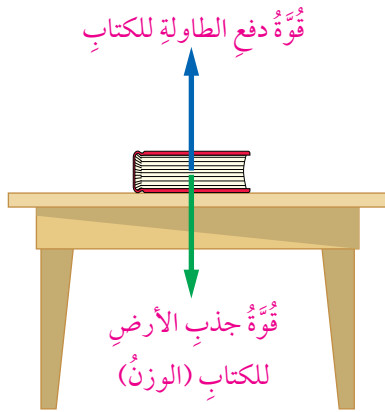 قُوَّةُ دفعِ الطاولةِ للكتابِ
قُوَّةُ جذبِ الأرضِ
للكتابِ (الوزنُ)